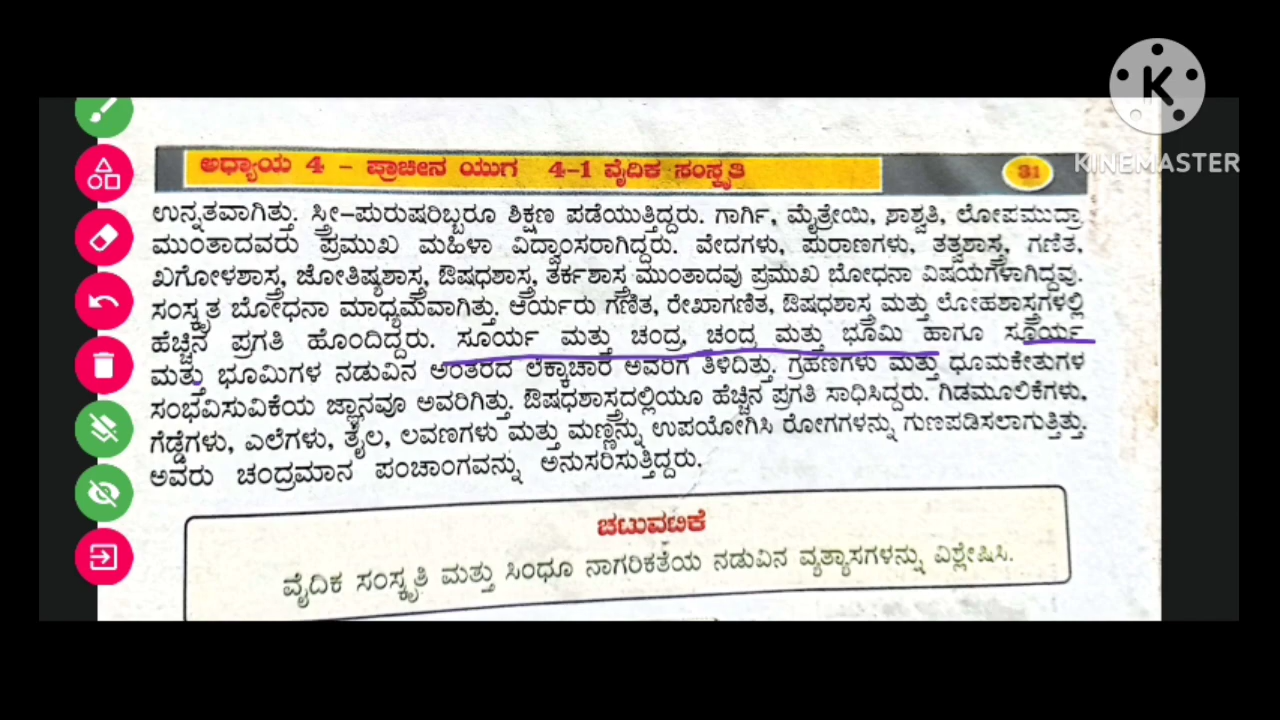 K
KINEMASTER
ಅಧ್ಯಾಯ 4 – ಪ್ರಾಚೀನ ಯುಗ 4-1 ವೈದಿಕ ಸಂಸ್ಕೃತಿ 31
ಉನ್ನತವಾಗಿತ್ತು. ಸ್ತ್ರೀ-ಪುರುಷರಿಬ್ಬರೂ ಶಿಕ್ಷಣ ಪಡೆಯುತ್ತಿದ್ದರು. ಗಾರ್ಗಿ, ಮೈತ್ರೇಯಿ, ಸಾಶ್ವತಿ, ಲೋಪಮುದ್ರಾ
ಮುಂತಾದವರು ಪ್ರಮುಖ ಮಹಿಳಾ ವಿದ್ವಾಂಸರಾಗಿದ್ದರು. ವೇದಗಳು, ಪುರಾಣಗಳು, ತತ್ವಶಾಸ್ತ್ರ, ಗಣಿತ,
ಖಗೋಳಶಾಸ್ತ್ರ, ಜೋತಿಷ್ಯಶಾಸ್ತ್ರ, ಔಷಧಶಾಸ್ತ್ರ, ತರ್ಕಶಾಸ್ತ್ರ ಮುಂತಾದವು ಪ್ರಮುಖ ಬೋಧನಾ ವಿಷಯಗಳಾಗಿದ್ದವು.
ಸಂಸ್ಕೃತ ಬೋಧನಾ ಮಾಧ್ಯಮವಾಗಿತ್ತು. ಆರ್ಯರು ಗಣಿತ, ರೇಖಾಗಣಿತ, ಔಷಧಶಾಸ್ತ್ರ ಮತ್ತು ಲೋಹಶಾಸ್ತ್ರಗಳಲ್ಲಿ
ಹೆಚ್ಚಿನ ಪ್ರಗತಿ ಹೊಂದಿದ್ದರು. ಸೂರ್ಯ ಮತ್ತು ಚಂದ್ರ, ಚಂದ್ರ ಮತ್ತು ಭೂಮಿ ಹಾಗೂ ಸೂರ್ಯ
ಮತ್ತು ಭೂಮಿಗಳ ನಡುವಿನ ಅಂತರದ ಲೆಕ್ಕಾಚಾರ ಅವರಿಗೆ ತಿಳಿದಿತ್ತು. ಗ್ರಹಣಗಳು ಮತ್ತು ಧೂಮಕೇತುಗಳ
ಸಂಭವಿಸುವಿಕೆಯ ಜ್ಞಾನವೂ ಅವರಿಗಿತ್ತು. ಔಷಧಶಾಸ್ತ್ರದಲ್ಲಿಯೂ ಹೆಚ್ಚಿನ ಪ್ರಗತಿ ಸಾಧಿಸಿದ್ದರು. ಗಿಡಮೂಲಿಕೆಗಳು,
ಗೆಡ್ಡೆಗಳು, ಎಲೆಗಳು, ತೈಲ, ಲವಣಗಳು ಮತ್ತು ಮಣ್ಣನ್ನು ಉಪಯೋಗಿಸಿ ರೋಗಗಳನ್ನು ಗುಣಪಡಿಸಲಾಗುತ್ತಿತ್ತು.
ಅವರು ಚಂದ್ರಮಾನ ಪಂಚಾಂಗವನ್ನು ಅನುಸರಿಸುತ್ತಿದ್ದರು.
ಚಟುವಟಿಕೆ
ವೈದಿಕ ಸಂಸ್ಕೃತಿ ಮತ್ತು ಸಿಂಧೂ ನಾಗರಿಕತೆಯ ನಡುವಿನ ವ್ಯತ್ಯಾಸಗಳನ್ನು ವಿಶ್ಲೇಷಿಸಿ.